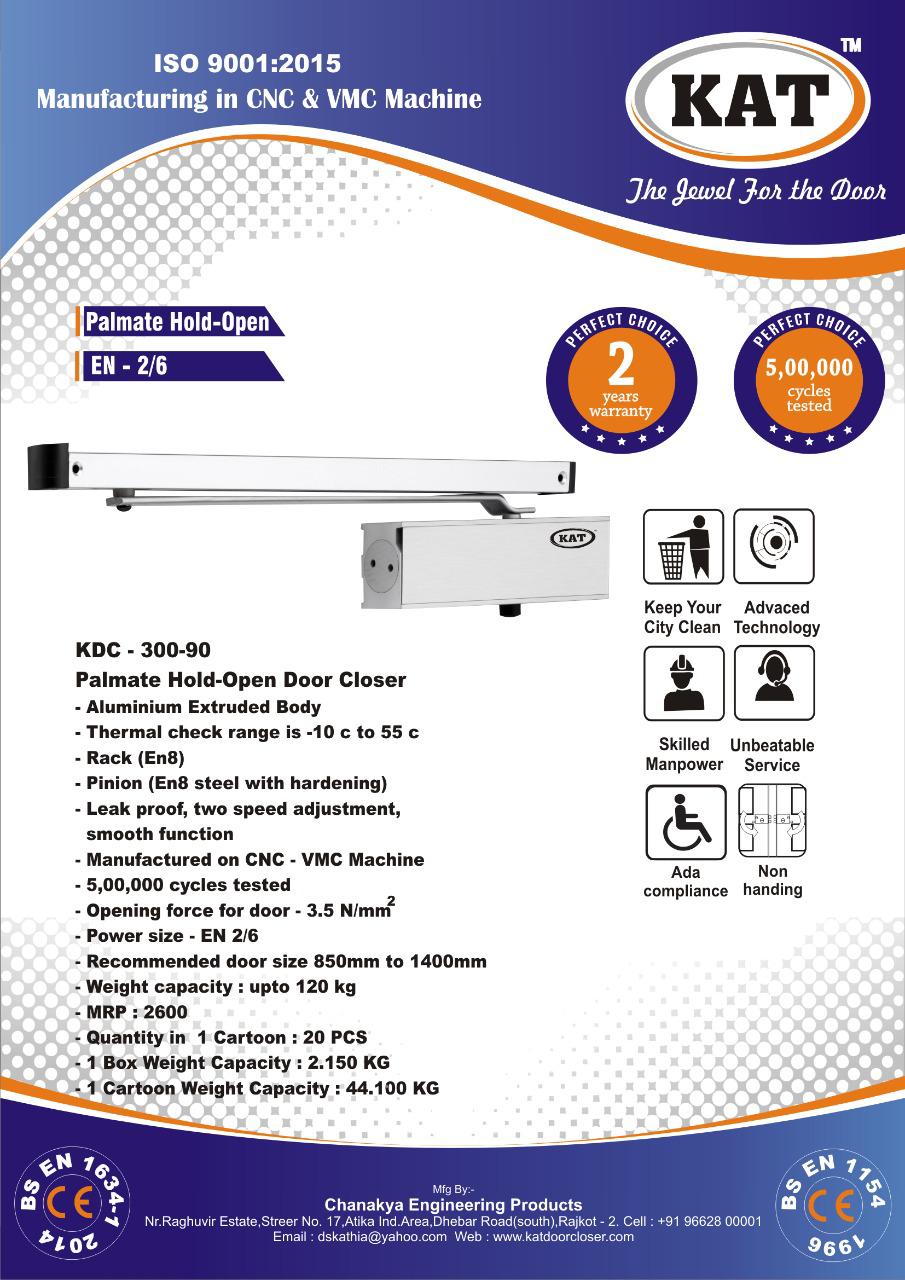 ISO 9001:2015
Manufacturing in CNC & VMC Machine
TM
KAT
The Jewel For the Door
Palmate Hold-Open
EN - 2/6
PERFECT CHOICE
2
years
warranty
PERFECT CHOICE
5,00,000
cycles
tested
KAT
Keep Your
City Clean
Advaced
Technology
Skilled
Manpower
Unbeatable
Service
Ada
compliance
Non
handing
KDC - 300-90
Palmate Hold-Open Door Closer
- Aluminium Extruded Body
- Thermal check range is -10 c to 55 c
- Rack (En8)
- Pinion (En8 steel with hardening)
- Leak proof, two speed adjustment,
smooth function
- Manufactured on CNC - VMC Machine
- 5,00,000 cycles tested
- Opening force for door - 3.5 N/mm²
- Power size - EN 2/6
- Recommended door size 850mm to 1400mm
- Weight capacity : upto 120 kg
- MRP : 2600
- Quantity in 1 Cartoon : 20 PCS
- 1 Box Weight Capacity : 2.150 KG
- 1 Cartoon Weight Capacity : 44.100 KG
BS EN 1634-1
CE
2014
Mfg By:-
Chanakya Engineering Products
Nr.Raghuvir Estate,Streer No. 17,Atika Ind.Area,Dhebar Road(south),Rajkot - 2. Cell : +91 96628 00001
Email : dskathia@yahoo.com Web : www.katdoorcloser.com
BS EN 1154
CE
1996